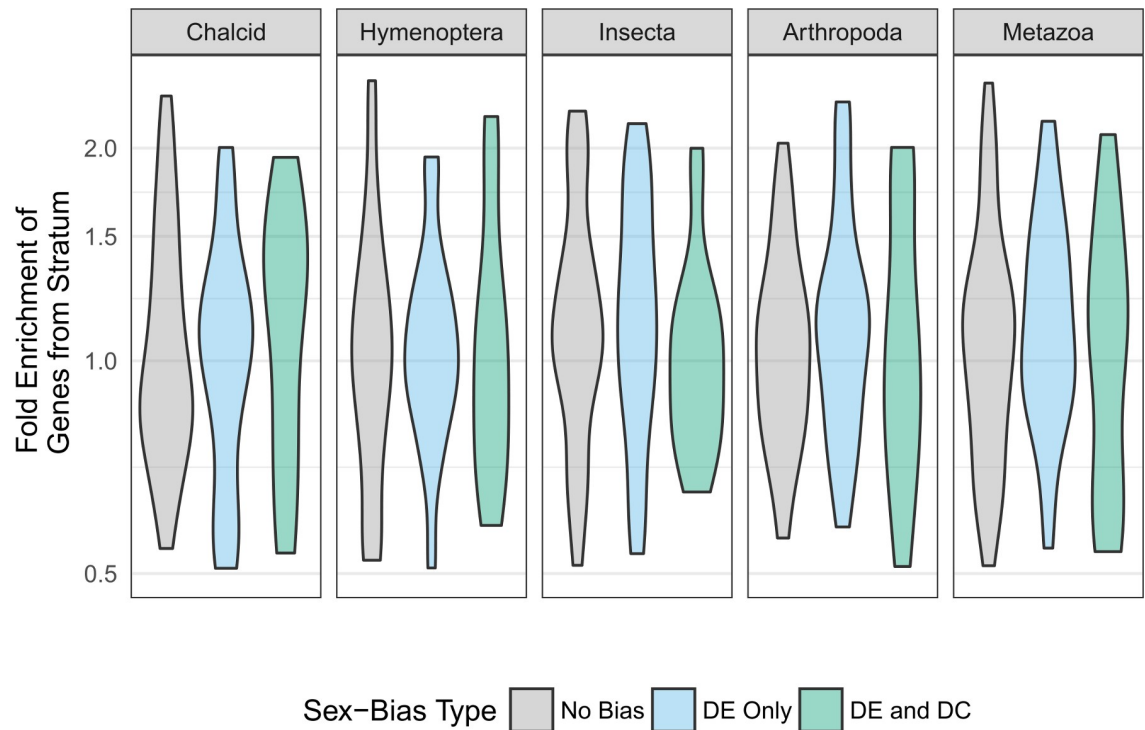 Chalcid Hymenoptera Insecta Arthropoda Metazoa
Fold Enrichment of
Genes from Stratum
2.0
1.5
1.0
0.5
Sex−Bias Type No Bias DE Only DE and DC